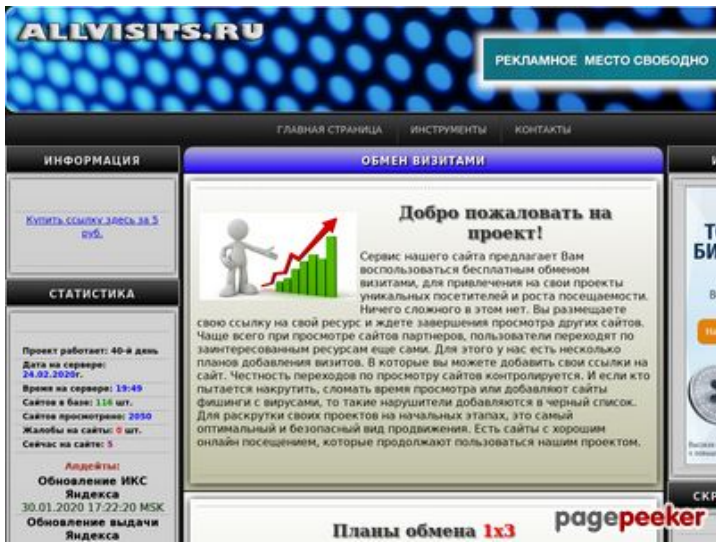 ALLVISITS.RU
РЕКЛАМНОЕ МЕСТО СВОБОДНО
ГЛАВНАЯ СТРАНИЦА ИНСТРУМЕНТЫ КОНТАКТЫ
ИНФОРМАЦИЯ
Купить ссылку здесь за 5
руб.
СТАТИСТИКА
Проект работает: 40-й день
Дата на сервере:
24.02.2020г.
Время на сервере: 19:49
Сайтов в базе: 116 шт.
Сайтов просмотрено: 2050
Жалобы на сайты: 0 шт.
Сейчас на сайте: 5
Апдейты:
Обновление ИКС
Яндекса
30.01.2020 17:22:20 MSK
Обновление выдачи
Яндекса
ОБМЕН ВИЗИТАМИ
Добро пожаловать на
проект!
Сервис нашего сайта предлагает Вам
воспользоваться бесплатным обменом
визитами, для привлечения на свои проекты
уникальных посетителей и роста посещаемости.
Ничего сложного в этом нет. Вы размещаете
свою ссылку на свой ресурс и ждете завершения просмотра других сайтов.
Чаще всего при просмотре сайтов партнеров, пользователи переходят по
заинтересованным ресурсам еще сами. Для этого у нас есть несколько
планов добавления визитов. В которые вы можете добавить свои ссылки на
сайт. Честность переходов по просмотру сайтов контролируется. И если кто
пытается накрутить, сломать время просмотра или добавляют сайты
фишинги с вирусами, то такие нарушители добавляются в черный список.
Для раскрутки своих проектов на начальных этапах, это самый
оптимальный и безопасный вид продвижения. Есть сайты с хорошим
онлайн посещением, которые продолжают пользоваться нашим проектом.
Планы обмена 1x3
СКР
pagepeeker